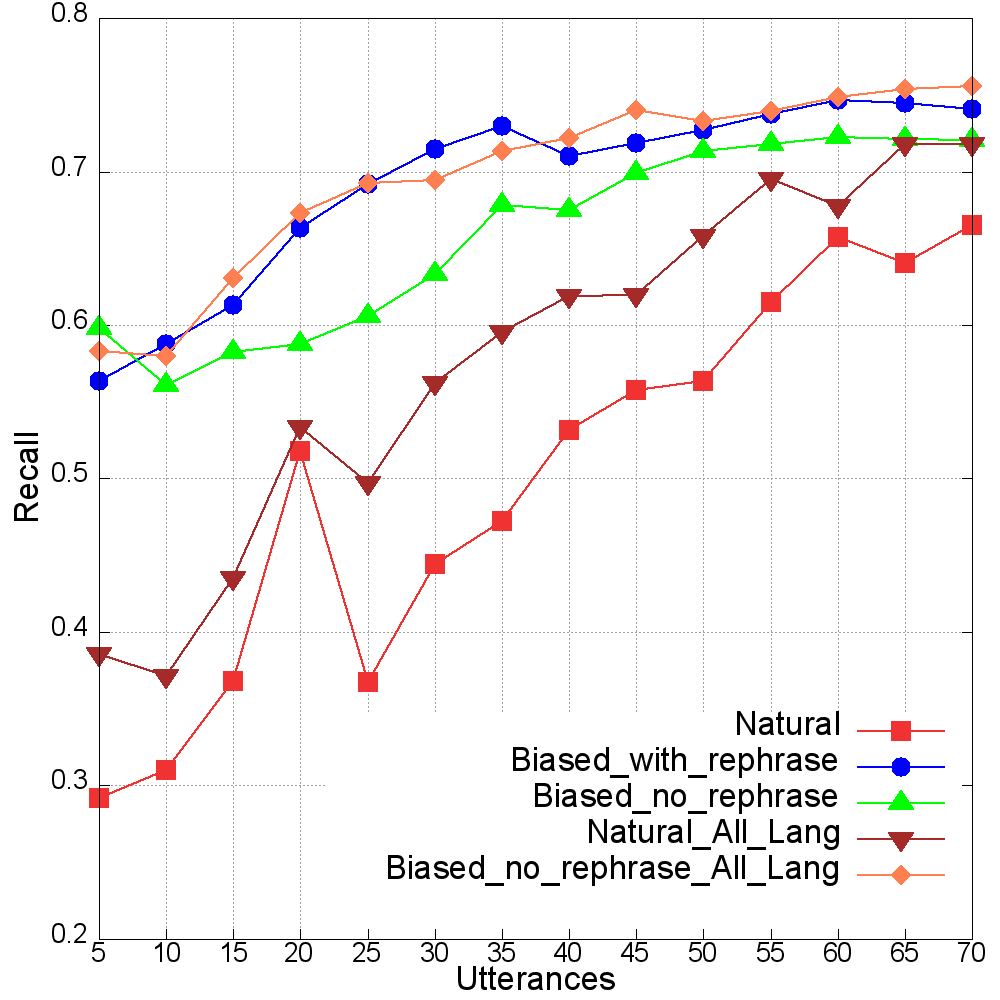 0.8
0.7
0.6
0.5
0.4
0.3
0.2
Recall
Natural
Biased_with_rephrase
Biased_no_rephrase
Natural_All_Lang
Biased_no_rephrase_All_Lang
5 10 15 20 25 30 35 40 45 50 55 60 65 70
Utterances